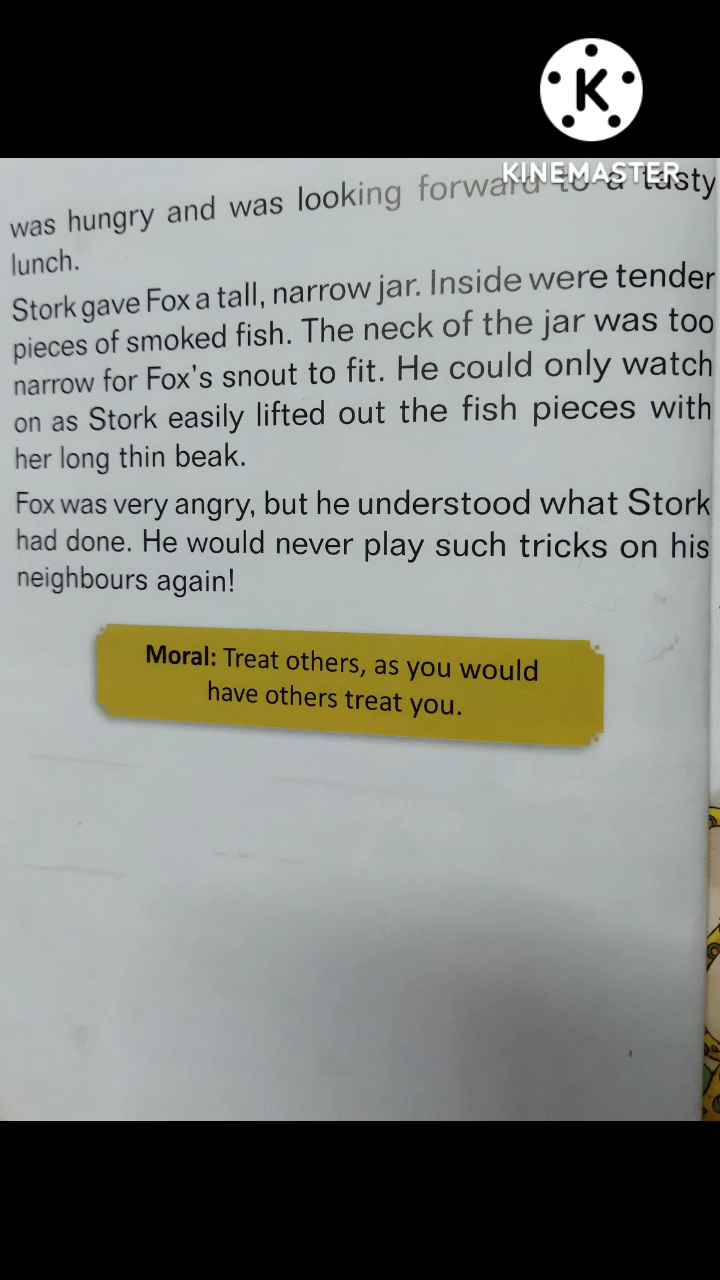 K
KINEMASTER
was hungry and was looking forward to a tasty
lunch.
Stork gave Fox a tall, narrow jar. Inside were tender
pieces of smoked fish. The neck of the jar was too
narrow for Fox's snout to fit. He could only watch
on as Stork easily lifted out the fish pieces with
her long thin beak.
Fox was very angry, but he understood what Stork
had done. He would never play such tricks on his
neighbours again!
Moral: Treat others, as you would
have others treat you.